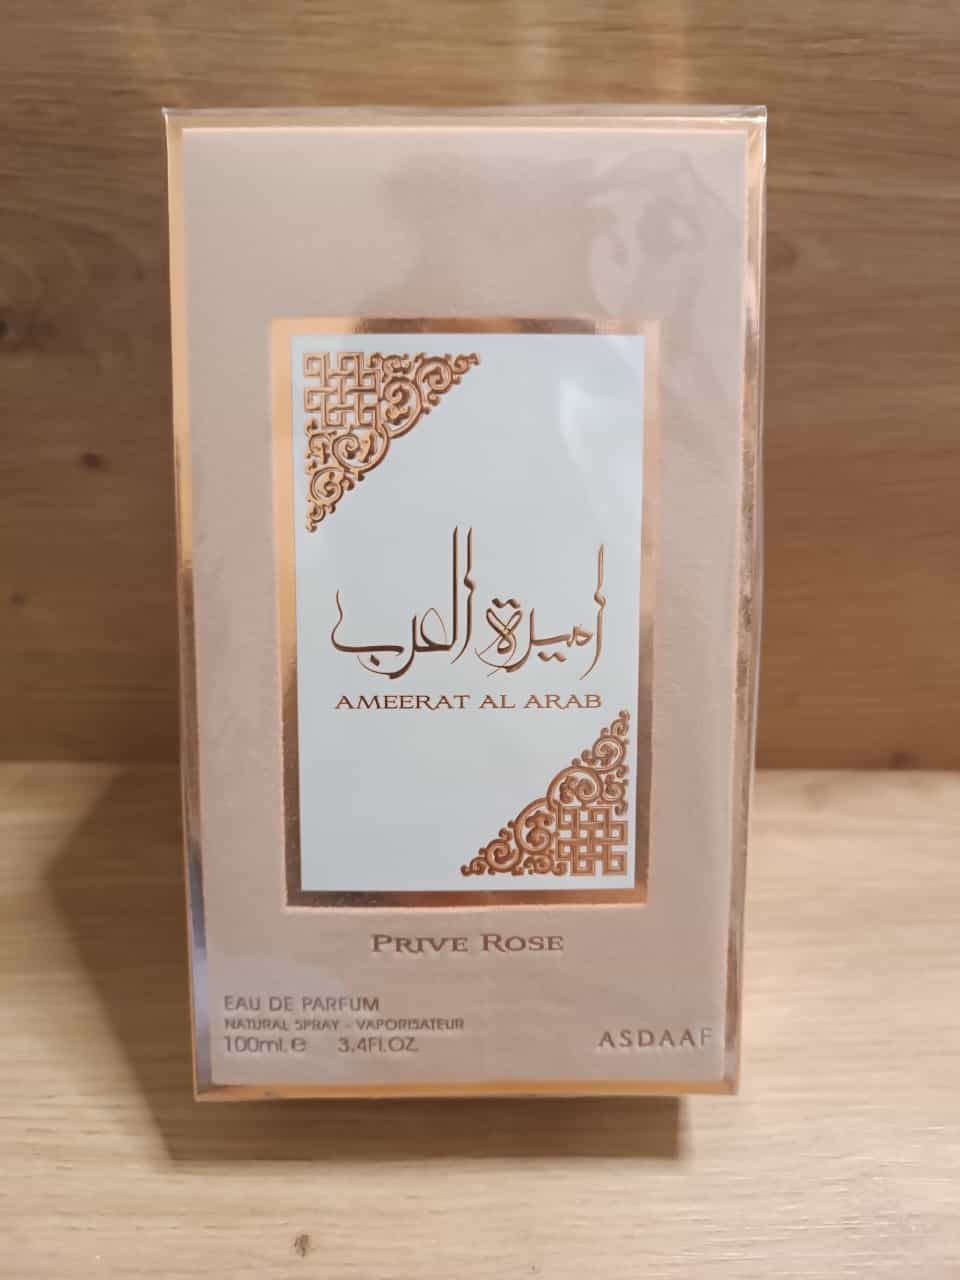 أميرة العرب
AMEERAT AL ARAB
PRIVE ROSE
EAU DE PARFUM
NATURAL SPRAY - VAPORISATEUR
100ml. e 3.4Fl.OZ
ASDAAF